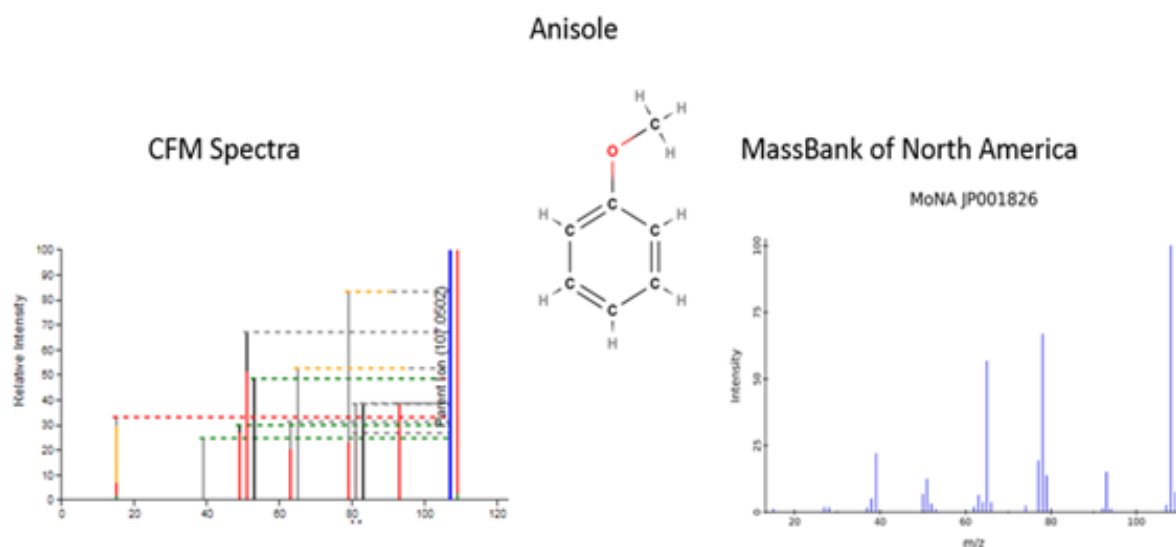 Anisole
CFM Spectra
MassBank of North America
MoNA JP001826
H
H
C
H
O
H
C
H
C
C
C
C
H
C
H
H
100
90
80
70
60
50
40
30
20
10
0
Relative Intensity
Parent Ion (107.0502)
0 20 40 60 80 100 120
100
75
50
25
0
Intensity
20 40 60 80 100
m/z